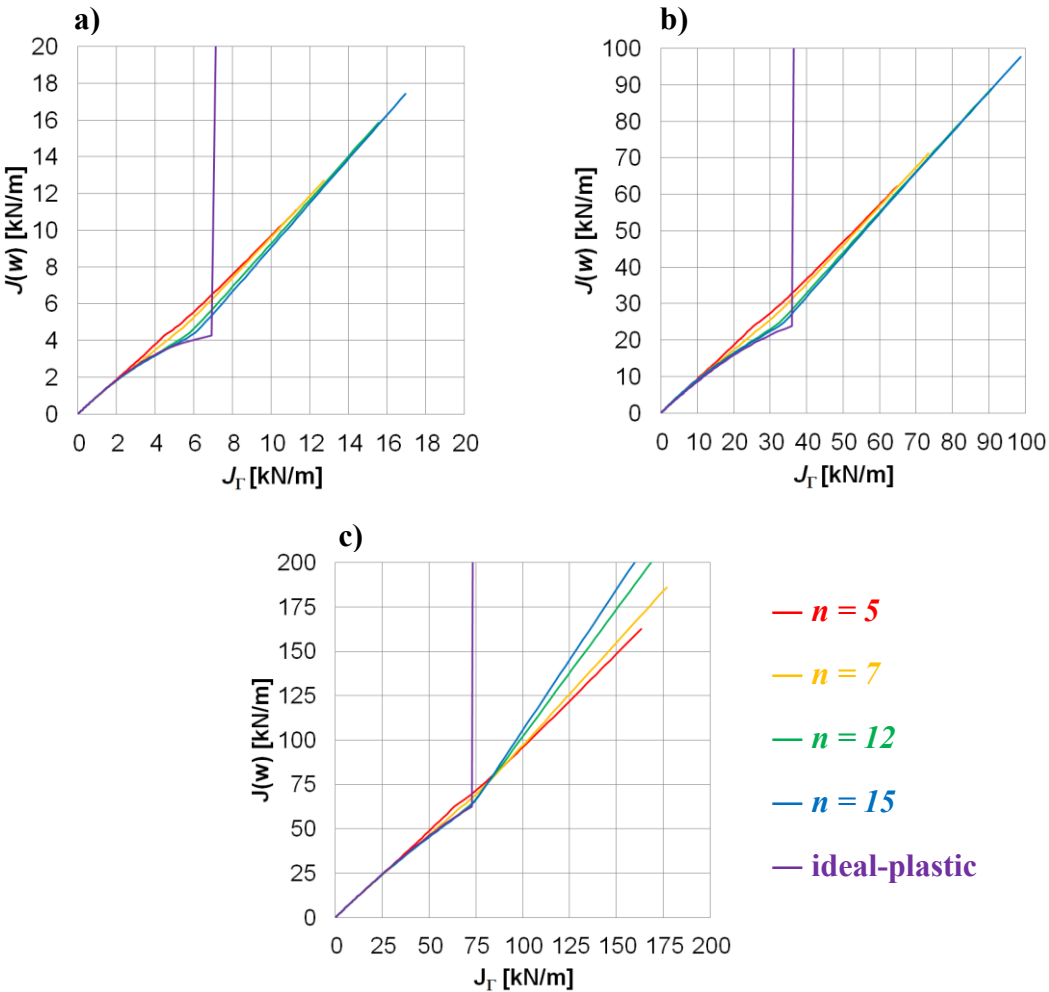 a)
20
18
16
14
12
10
8
6
4
2
0
J(w) [kN/m]
0 2 4 6 8 10 12 14 16 18 20
JΓ [kN/m]
b)
100
90
80
70
60
50
40
30
20
10
0
J(w) [kN/m]
0 10 20 30 40 50 60 70 80 90 100
JΓ [kN/m]
c)
200
175
150
125
100
75
50
25
0
J(w) [kN/m]
0 25 50 75 100 125 150 175 200
JΓ [kN/m]
n = 5
n = 7
n = 12
n = 15
ideal-plastic